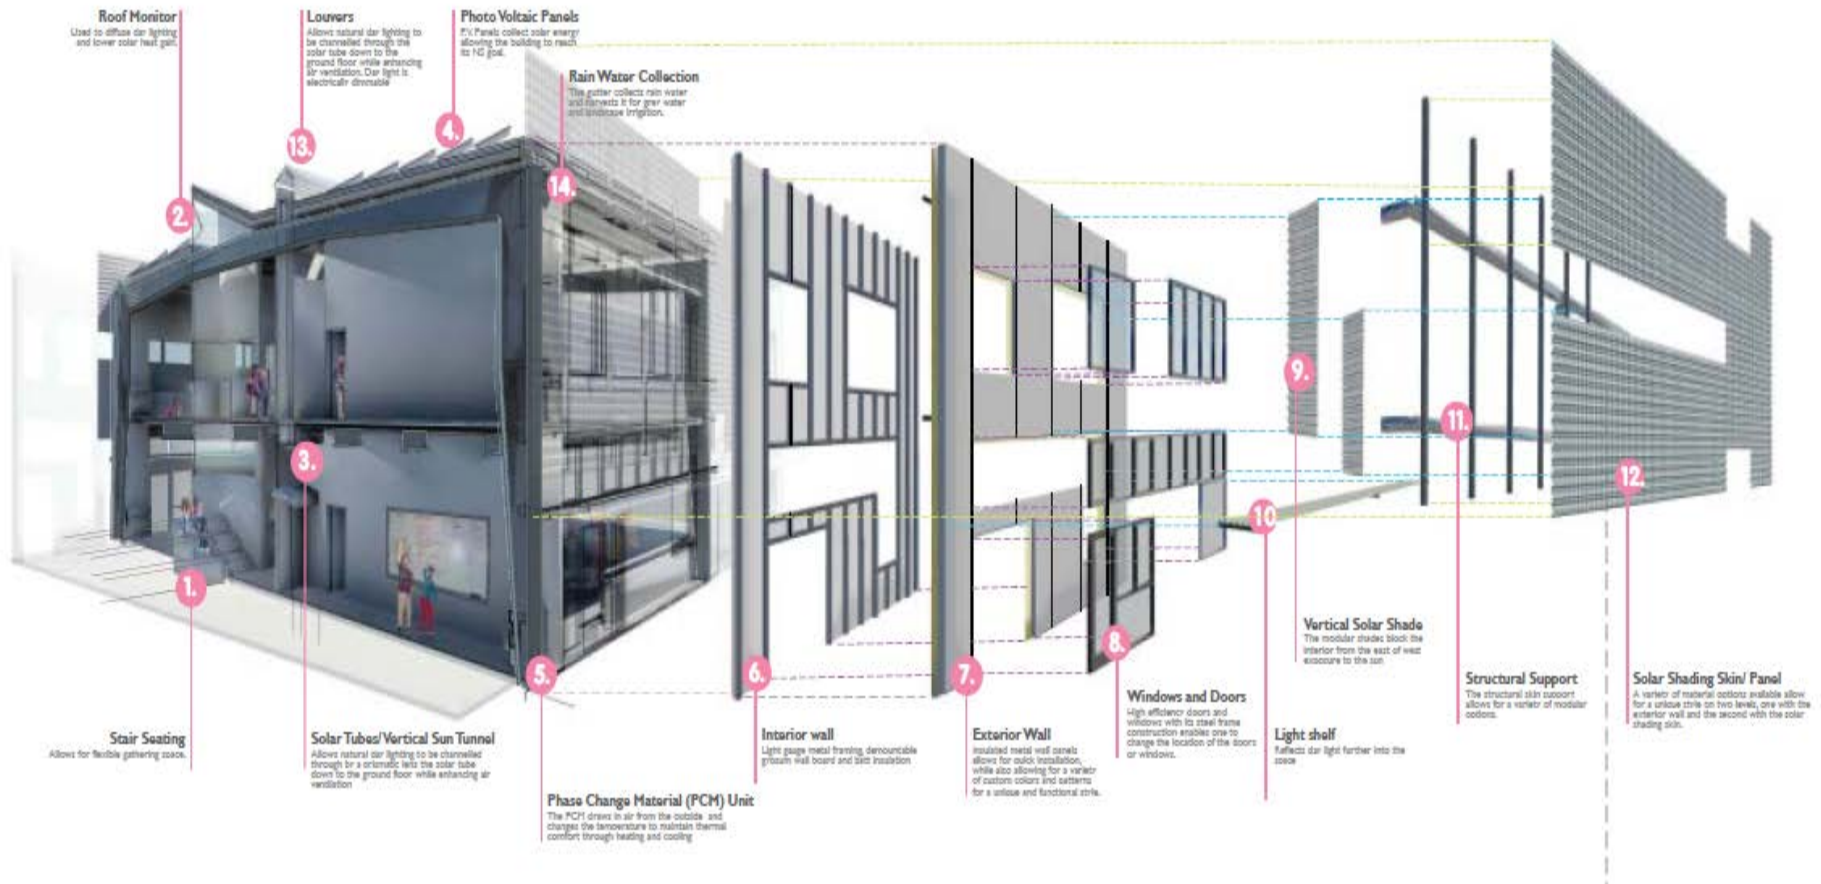 Roof Monitor
Used to diffuse day lighting
and lower solar heat gain.
Louvers
Allows natural day lighting to
be channelled through the
solar tube down to the
ground floor while enhancing
air ventilation. Day light is
electrically dimmable
Photo Voltaic Panels
P.V. Panels collect solar energy
allowing the building to reach
its goal.
Rain Water Collection
The gutter collects rain water
and harvests it for grey water
and landscape irrigation.
13.
4.
14.
2.
9.
11.
3.
12.
10
1.
8.
5.
6.
7.
Vertical Solar Shade
The modular shades block the
interior from the east of west
exposure to the sun
Structural Support
The structural skin support
allows for a variety of modular
options.
Solar Shading Skin/ Panel
A variety of material options available allow
for a unique style on two levels, one with the
exterior wall and the second with the solar
shading skin.
Windows and Doors
High efficiency doors and
windows with its steel frame
construction enables one to
change the location of the doors
or windows.
Stair Seating
Allows for flexible gathering space.
Solar Tubes/Vertical Sun Tunnel
Allows natural day lighting to be channelled
through by a prismatic lens the solar tube
down to the ground floor while enhancing air
ventilation
Interior wall
Light gauge metal framing, demountable
gypsum wall board and batt insulation
Exterior Wall
Insulated metal wall panels
allows for quick installation,
while also allowing for a variety
of custom colors and patterns
for a unique and functional style.
Light shelf
Reflects day light further into the
space
Phase Change Material (PCM) Unit
The PCM draws in air from the outside and
changes the temperature to maintain thermal
comfort through heating and cooling